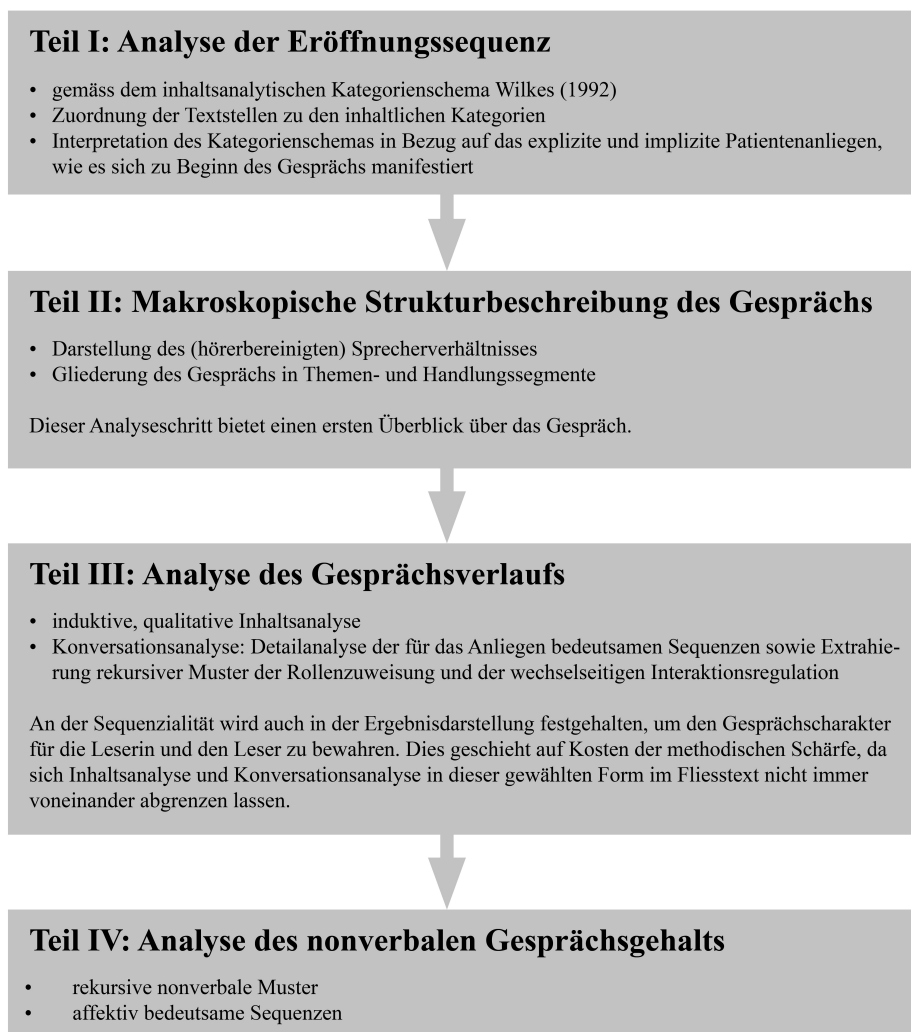 Teil I: Analyse der Eröffnungssequenz
• gemäss dem inhaltsanalytischen Kategorienschema Wilkes (1992)
• Zuordnung der Textstellen zu den inhaltlichen Kategorien
• Interpretation des Kategorienschemas in Bezug auf das explizite und implizite Patientenanliegen,
wie es sich zu Beginn des Gesprächs manifestiert
Teil II: Makroskopische Strukturbeschreibung des Gesprächs
• Darstellung des (hörerbereinigten) Sprecherverhältnisses
• Gliederung des Gesprächs in Themen- und Handlungssegmente
Dieser Analyseschritt bietet einen ersten Überblick über das Gespräch.
Teil III: Analyse des Gesprächsverlaufs
• induktive, qualitative Inhaltsanalyse
• Konversationsanalyse: Detailanalyse der für das Anliegen bedeutsamen Sequenzen sowie Extrahie-
rung rekursiver Muster der Rollenzuweisung und der wechselseitigen Interaktionsregulation
An der Sequenzialität wird auch in der Ergebnisdarstellung festgehalten, um den Gesprächscharakter
für die Leserin und den Leser zu bewahren. Dies geschieht auf Kosten der methodischen Schärfe, da
sich Inhaltsanalyse und Konversationsanalyse in dieser gewählten Form im Fliesstext nicht immer
voneinander abgrenzen lassen.
Teil IV: Analyse des nonverbalen Gesprächsgehalts
• rekursive nonverbale Muster
• affektiv bedeutsame Sequenzen